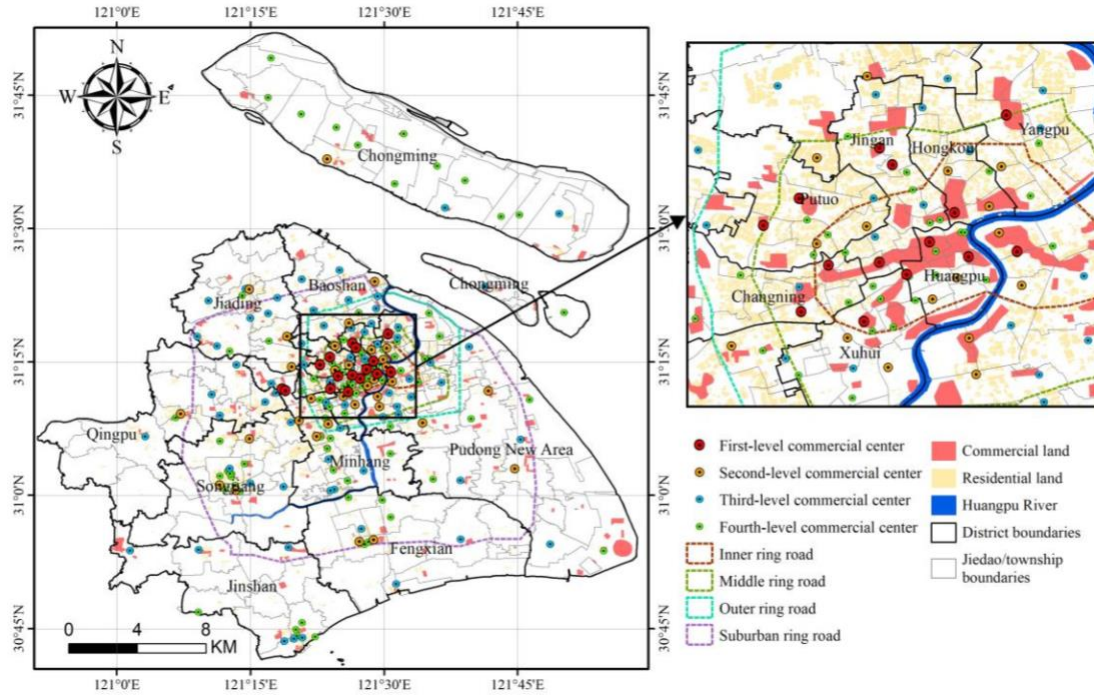 121°0'E 121°15'E 121°30'E 121°45'E
N
W E
S
31°45'N
31°30'N
31°15'N
31°0'N
30°45'N
31°45'N
31°30'N
31°15'N
31°0'N
30°45'N
Chongming
Chongming
Baoshan
Jiading
Qingpu
Songjiang
Minhang
Pudong New Area
Fengxian
Jinshan
0 4 8
KM
121°0'E 121°15'E 121°30'E 121°45'E
Yangpu
Jingan
Hongkou
Putuo
Huangpu
Changning
Xuhui
First-level commercial center
Second-level commercial center
Third-level commercial center
Fourth-level commercial center
Inner ring road
Middle ring road
Outer ring road
Suburban ring road
Commercial land
Residential land
Huangpu River
District boundaries
Jiedao/township
boundaries